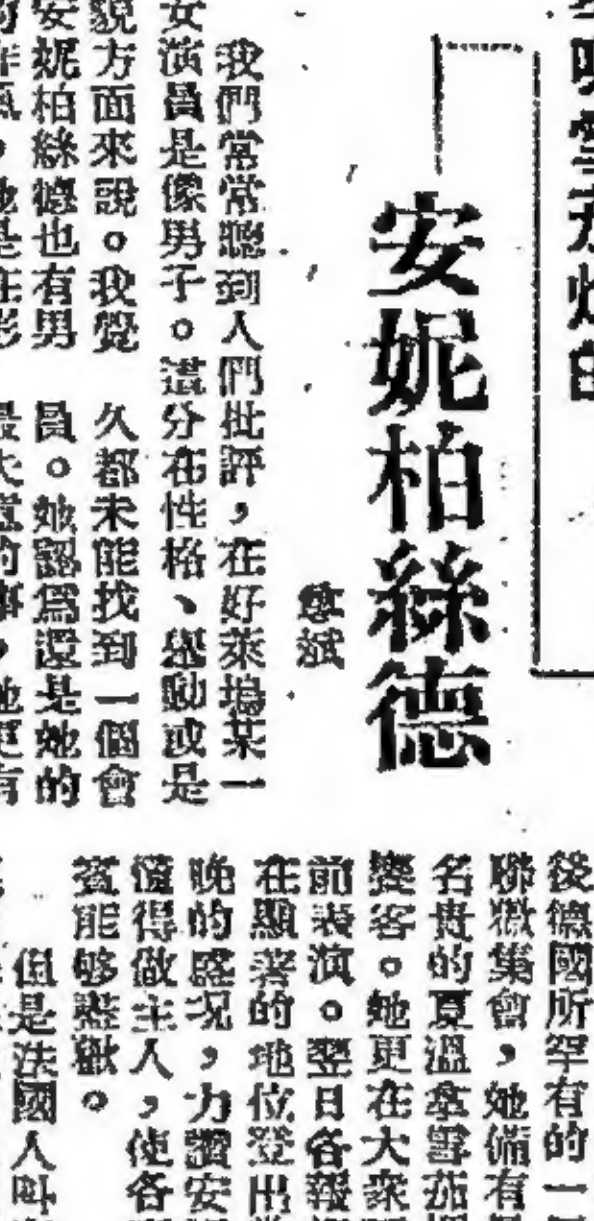 安妮柏絲德
斌
我們常常聽到人們批評，在好萊塢某一
女演員是像男子。這分在性格、舉動或是
貌方面來說。我覺
久都未能找到一個會
安妮柏絲德也有男
員。她認爲還是她的
後德國所罕有的一
聯歡集會，她備有
名貴的夏溫拿雪茄
饗客。她更在大衆
前表演。翌日各報
在顯著的地位登出
晚的盛况，力讚安
懂得做主人，使各
賓能够盡歡。
但是法國人叫